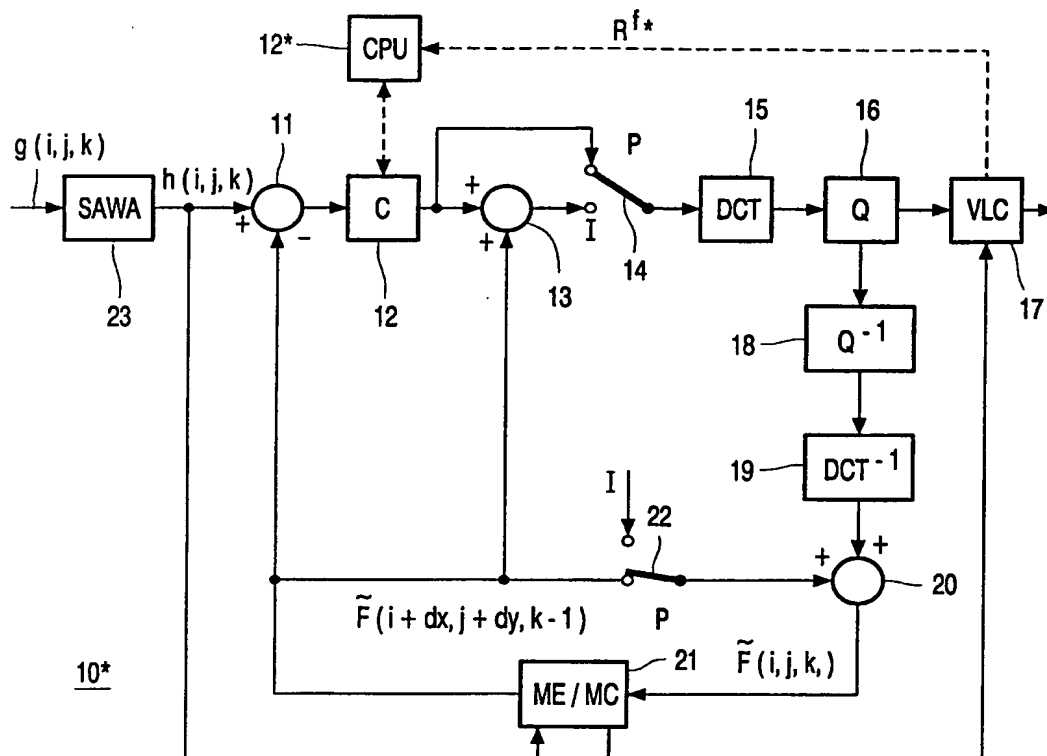 R^f*
12*
CPU
15
16
11
g (i, j, k)
h (i, j, k)
P
SAWA
+
-
C
+
+
I
DCT
Q
VLC
14
13
23
12
17
18
Q^-1
19
DCT^-1
I
22
+
+
20
F̃ (i + dx, j + dy, k - 1)
P
21
F̃ (i, j, k,)
10*
ME / MC